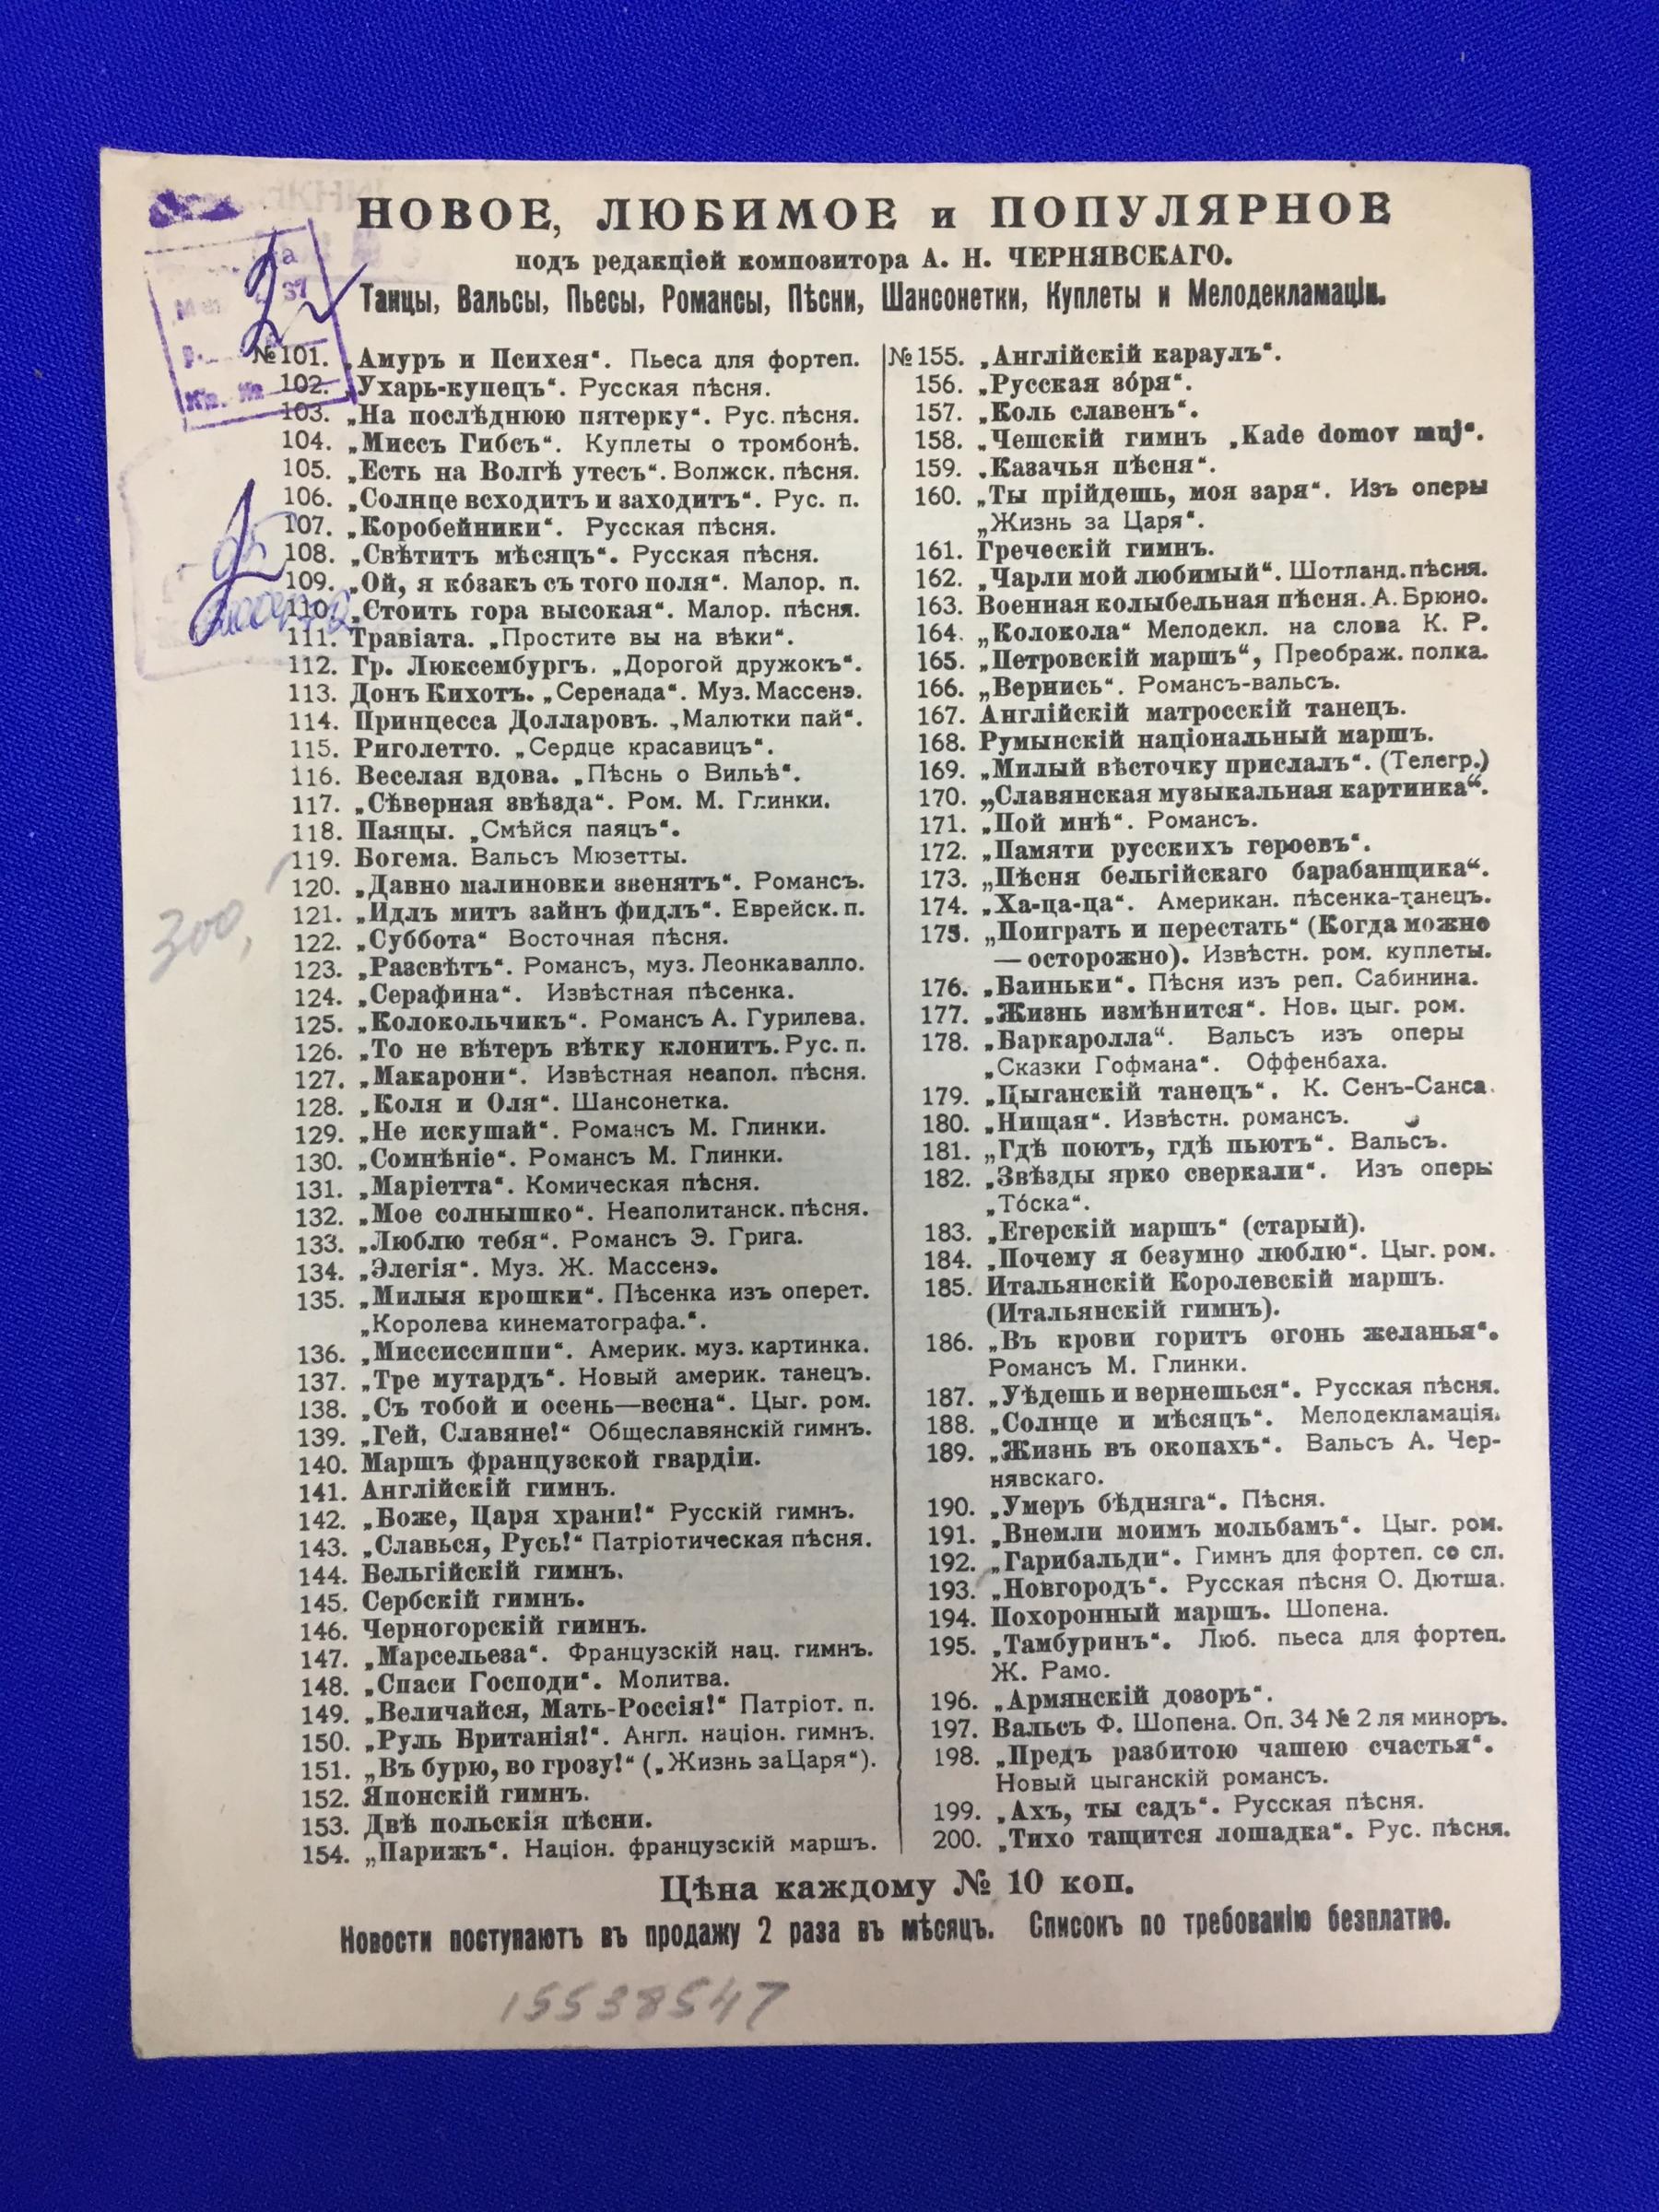 НОВОЕ, ЛЮБИМОЕ и ПОПУЛЯРНОЕ
подъ редакціей композитора А. Н. ЧЕРНЯВСКАГО.
Танцы, Вальсы, Пьесы, Романсы, Пѣсни, Шансонетки, Куплеты и Мелодекламаціи.
№101. „Амуръ и Психея“. Пьеса для фортеп.
102. „Ухарь-купецъ“. Русская пѣсня.
103. „На послѣднюю пятерку“. Рус. пѣсня.
104. „Миссъ Гибсъ“. Куплеты о тромбонѣ.
105. „Есть на Волгѣ утесъ“. Волжск. пѣсня.
106. „Солнце всходитъ и заходитъ“. Рус. п.
107. „Коробейники“. Русская пѣсня.
108. „Свѣтитъ мѣсяцъ“. Русская пѣсня.
109. „Ой, я ко́закъ съ того поля“. Малор. п.
110. „Стоить гора высокая“. Малор. пѣсня.
111. Травіата. „Простите вы на вѣки“.
112. Гр. Люксембургъ. „Дорогой дружокъ“.
113. Донъ Кихотъ. „Серенада“. Муз. Массенэ.
114. Принцесса Долларовъ. „Малютки пай“.
115. Риголетто. „Сердце красавицъ“.
116. Веселая вдова. „Пѣснь о Вильѣ“.
117. „Сѣверная звѣзда“. Ром. М. Глинки.
118. Паяцы. „Смѣйся паяцъ“.
119. Богема. Вальсъ Мюзетты.
120. „Давно малиновки звенятъ“. Романсъ.
121. „Идлъ митъ зайнъ фидлъ“. Еврейск. п.
122. „Суббота“ Восточная пѣсня.
123. „Разсвѣтъ“. Романсъ, муз. Леонкавалло.
124. „Серафина“. Извѣстная пѣсенка.
125. „Колокольчикъ“. Романсъ А. Гурилева.
126. „То не вѣтеръ вѣтку клонитъ. Рус. п.
127. „Макарони“. Извѣстная неапол. пѣсня.
128. „Коля и Оля“. Шансонетка.
129. „Не искушай“. Романсъ М. Глинки.
130. „Сомнѣніе“. Романсъ М. Глинки.
131. „Маріетта“. Комическая пѣсня.
132. „Мое солнышко“. Неаполитанск. пѣсня.
133. „Люблю тебя“. Романсъ Э. Грига.
134. „Элегія“. Муз. Ж. Массенэ.
135. „Милыя крошки“. Пѣсенка изъ оперет.
„Королева кинематографа.“.
136. „Миссиссиппи“. Америк. муз. картинка.
137. „Тре мутардъ“. Новый америк. танецъ.
138. „Съ тобой и осень—весна“. Цыг. ром.
139. „Гей, Славяне!“ Общеславянскій гимнъ.
140. Маршъ французской гвардіи.
141. Англійскій гимнъ.
142. „Боже, Царя храни!“ Русскій гимнъ.
143. „Славься, Русь!“ Патріотическая пѣсня.
144. Бельгійскій гимнъ.
145. Сербскій гимнъ.
146. Черногорскій гимнъ.
147. „Марсельеза“. Французскій нац. гимнъ.
148. „Спаси Господи“. Молитва.
149. „Величайся, Мать-Россія!“ Патріот. п.
150. „Руль Британія!“. Англ. націон. гимнъ.
151. „Въ бурю, во грозу!“ („Жизнь за Царя“).
152. Японскій гимнъ.
153. Двѣ польскія пѣсни.
154. „Парижъ“. Націон. французскій маршъ.
№155. „Англійскій караулъ“.
156. „Русская зо́ря“.
157. „Коль славенъ“.
158. „Чешскій гимнъ „Kade domov muj“.
159. „Казачья пѣсня“.
160. „Ты прійдешь, моя заря“. Изъ оперы
„Жизнь за Царя“.
161. Греческій гимнъ.
162. „Чарли мой любимый“. Шотланд. пѣсня.
163. Военная колыбельная пѣсня. А. Брюно.
164. „Колокола“ Мелодекл. на слова К. Р.
165. „Петровскій маршъ“, Преображ. полка.
166. „Вернись“. Романсъ-вальсъ.
167. Англійскій матросскій танецъ.
168. Румынскій національный маршъ.
169. „Милый вѣсточку прислалъ“. (Телегр.)
170. „Славянская музыкальная картинка“.
171. „Пой мнѣ“. Романсъ.
172. „Памяти русскихъ героевъ“.
173. „Пѣсня бельгійскаго барабанщика“.
174. „Ха-ца-ца“. Американ. пѣсенка-танецъ.
175. „Поиграть и перестать“ (Когда можно
— осторожно). Извѣстн. ром. куплеты.
176. „Баиньки“. Пѣсня изъ реп. Сабинина.
177. „Жизнь измѣнится“. Нов. цыг. ром.
178. „Баркаролла“. Вальсъ изъ оперы
„Сказки Гофмана“. Оффенбаха.
179. „Цыганскій танецъ“. К. Сенъ-Санса.
180. „Нищая“. Извѣстн. романсъ.
181. „Гдѣ поютъ, гдѣ пьютъ“. Вальсъ.
182. „Звѣзды ярко сверкали“. Изъ оперы
„То́ска“.
183. „Егерскій маршъ“ (старый).
184. „Почему я безумно люблю“. Цыг. ром.
185. Итальянскій Королевскій маршъ.
(Итальянскій гимнъ).
186. „Въ крови горитъ огонь желанья“.
Романсъ М. Глинки.
187. „Уѣдешь и вернешься“. Русская пѣсня.
188. „Солнце и мѣсяцъ“. Мелодекламація.
189. „Жизнь въ окопахъ“. Вальсъ А. Чер-
нявскаго.
190. „Умеръ бѣдняга“. Пѣсня.
191. „Внемли моимъ мольбамъ“. Цыг. ром.
192. „Гарибальди“. Гимнъ для фортеп. со сл.
193. „Новгородъ“. Русская пѣсня О. Дютша.
194. Похоронный маршъ. Шопена.
195. „Тамбуринъ“. Люб. пьеса для фортеп.
Ж. Рамо.
196. „Армянскій дозоръ“.
197. Вальсъ Ф. Шопена. Оп. 34 № 2 ля миноръ.
198. „Предъ разбитою чашею счастья“.
Новый цыганскій романсъ.
199. „Ахъ, ты садъ“. Русская пѣсня.
200. „Тихо тащится лошадка“. Рус. пѣсня.
Цѣна каждому № 10 коп.
Новости поступаютъ въ продажу 2 раза въ мѣсяцъ. Списокъ по требованію безплатно.
300,
15538547